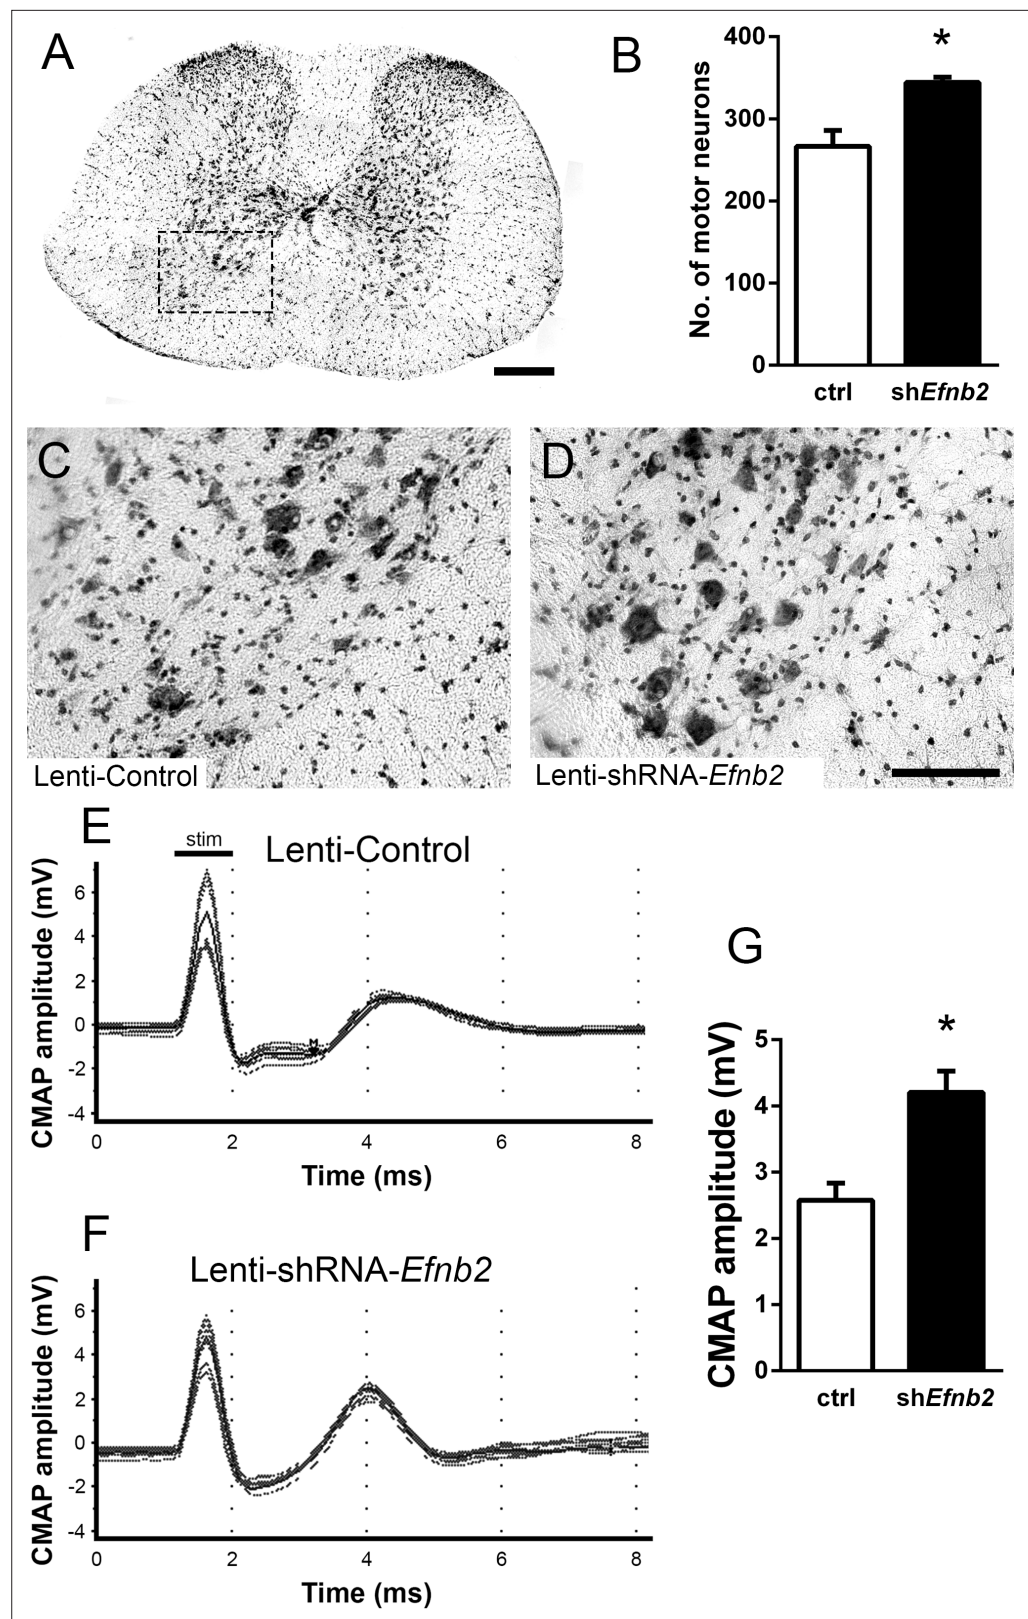 A
B
400
300
200
100
0
No. of motor neurons
*
ctrl
shEfnb2
C
Lenti-Control
D
Lenti-shRNA-Efnb2
E
stim
Lenti-Control
CMAP amplitude (mV)
6
4
2
0
-2
-4
0
2
4
6
8
Time (ms)
F
Lenti-shRNA-Efnb2
CMAP amplitude (mV)
6
4
2
0
-2
-4
0
2
4
6
8
Time (ms)
G
CMAP amplitude (mV)
5
4
3
2
1
0
*
ctrl
shEfnb2